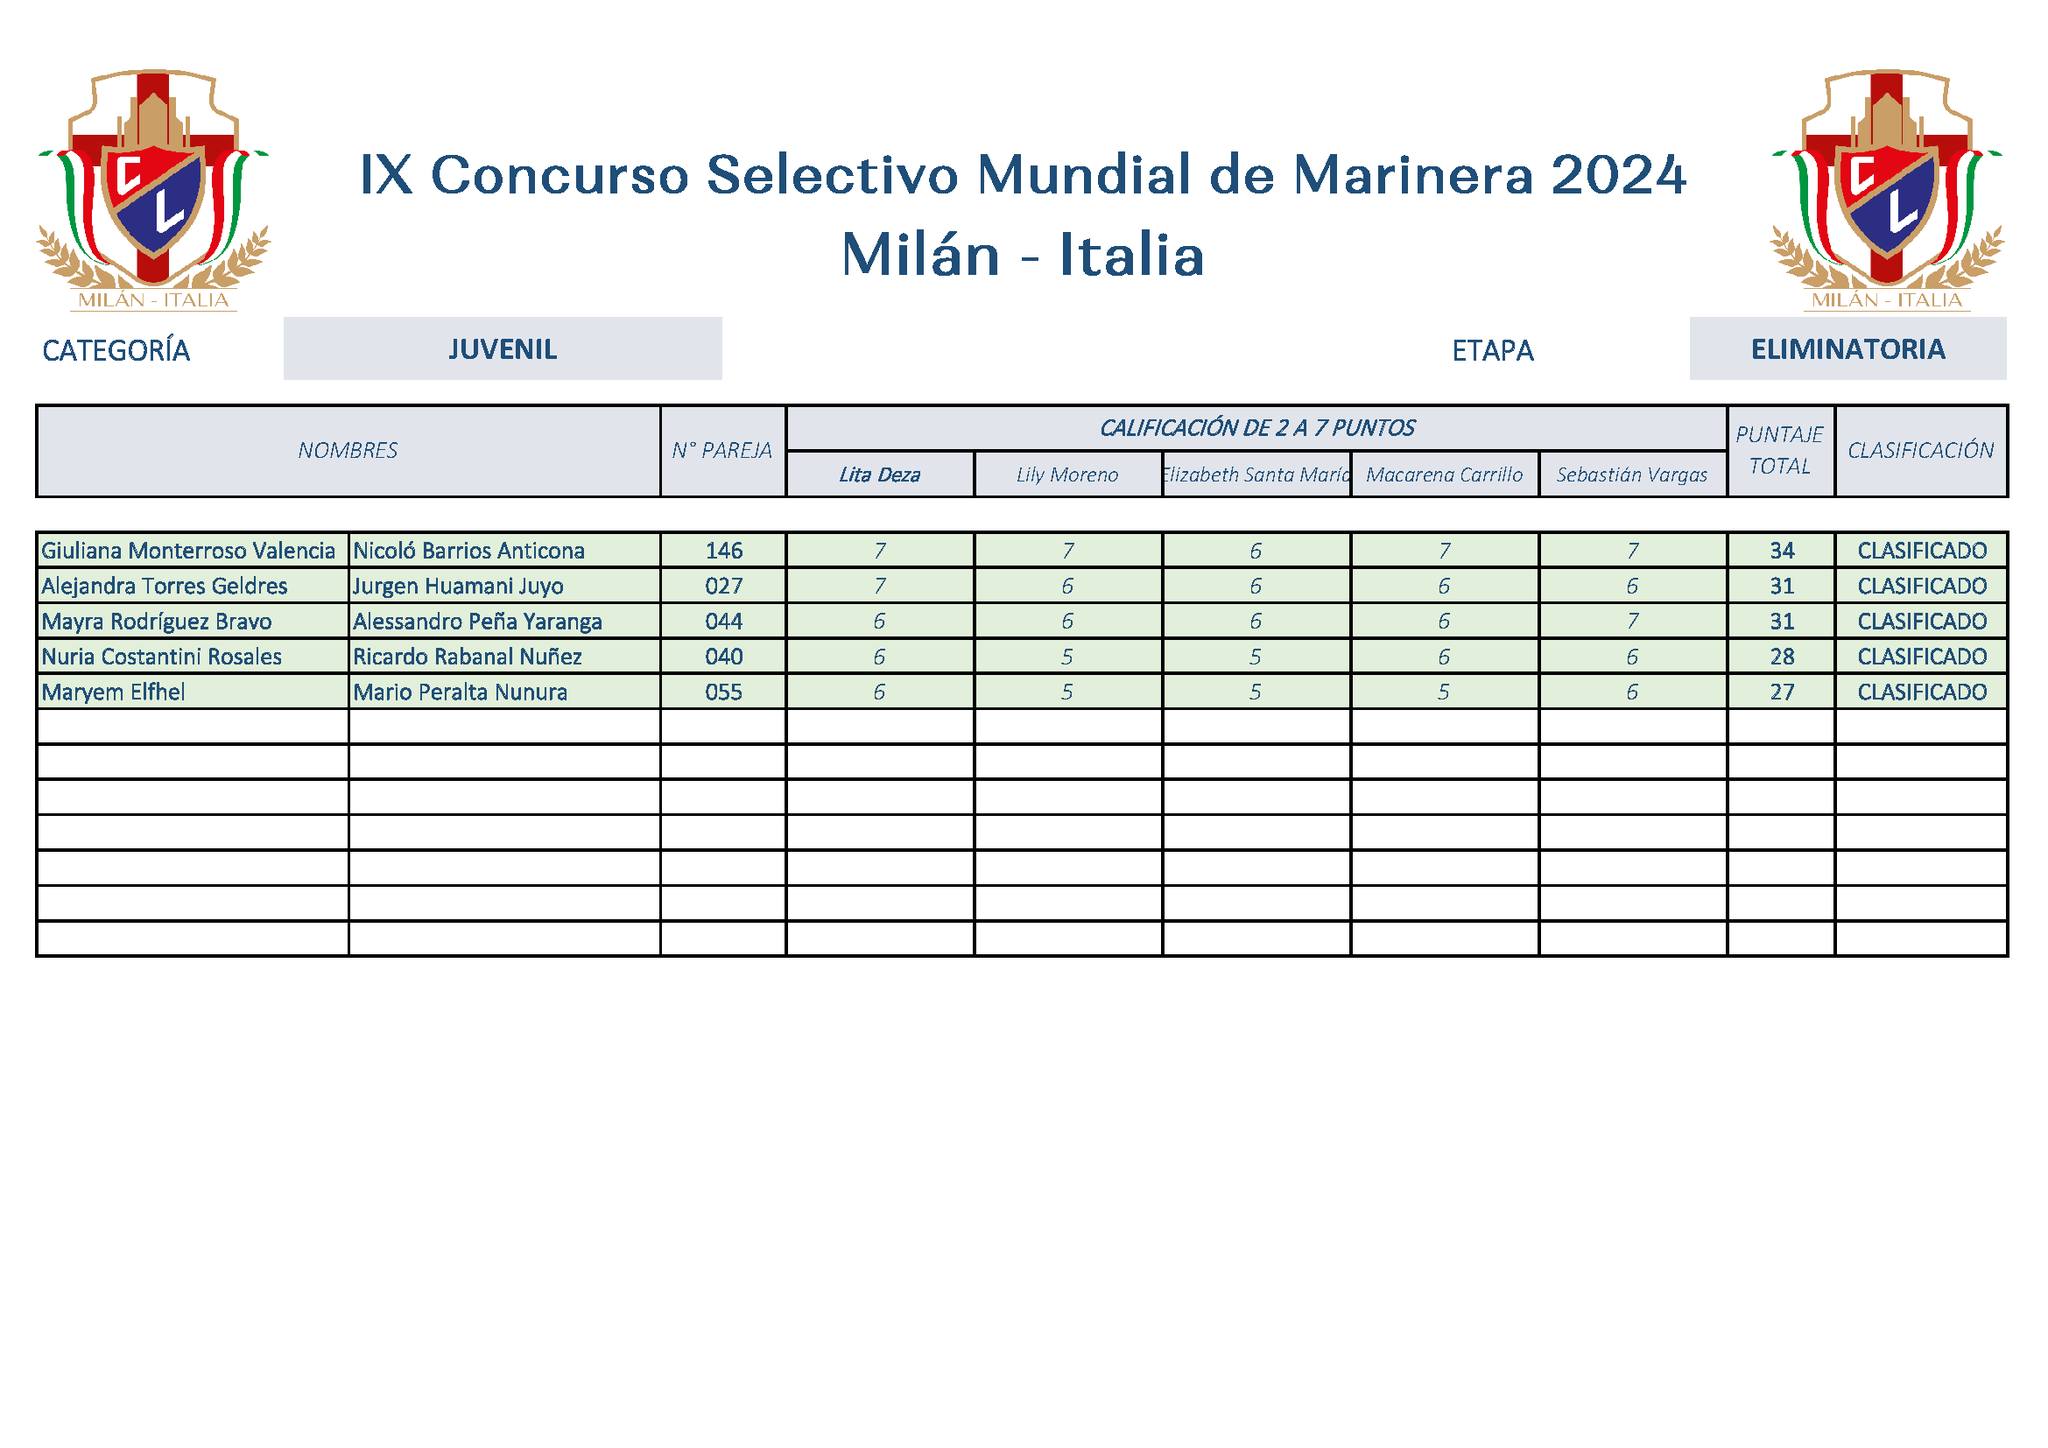 IX Concurso Selectivo Mundial de Marinera 2024
Milán - Italia
CL
MILÁN - ITALIA
CL
MILÁN - ITALIA
CATEGORÍA JUVENIL ETAPA ELIMINATORIA
NOMBRES N° PAREJA CALIFICACIÓN DE 2 A 7 PUNTOS PUNTAJE TOTAL CLASIFICACIÓN
Lita Deza Lily Moreno Elizabeth Santa María Macarena Carrillo Sebastián Vargas
Giuliana Monterroso Valencia Nicoló Barrios Anticona 146 7 7 6 7 7 34 CLASIFICADO
Alejandra Torres Geldres Jurgen Huamani Juyo 027 7 6 6 6 6 31 CLASIFICADO
Mayra Rodríguez Bravo Alessandro Peña Yaranga 044 6 6 6 6 7 31 CLASIFICADO
Nuria Costantini Rosales Ricardo Rabanal Nuñez 040 6 5 5 6 6 28 CLASIFICADO
Maryem Elfhel Mario Peralta Nunura 055 6 5 5 5 6 27 CLASIFICADO